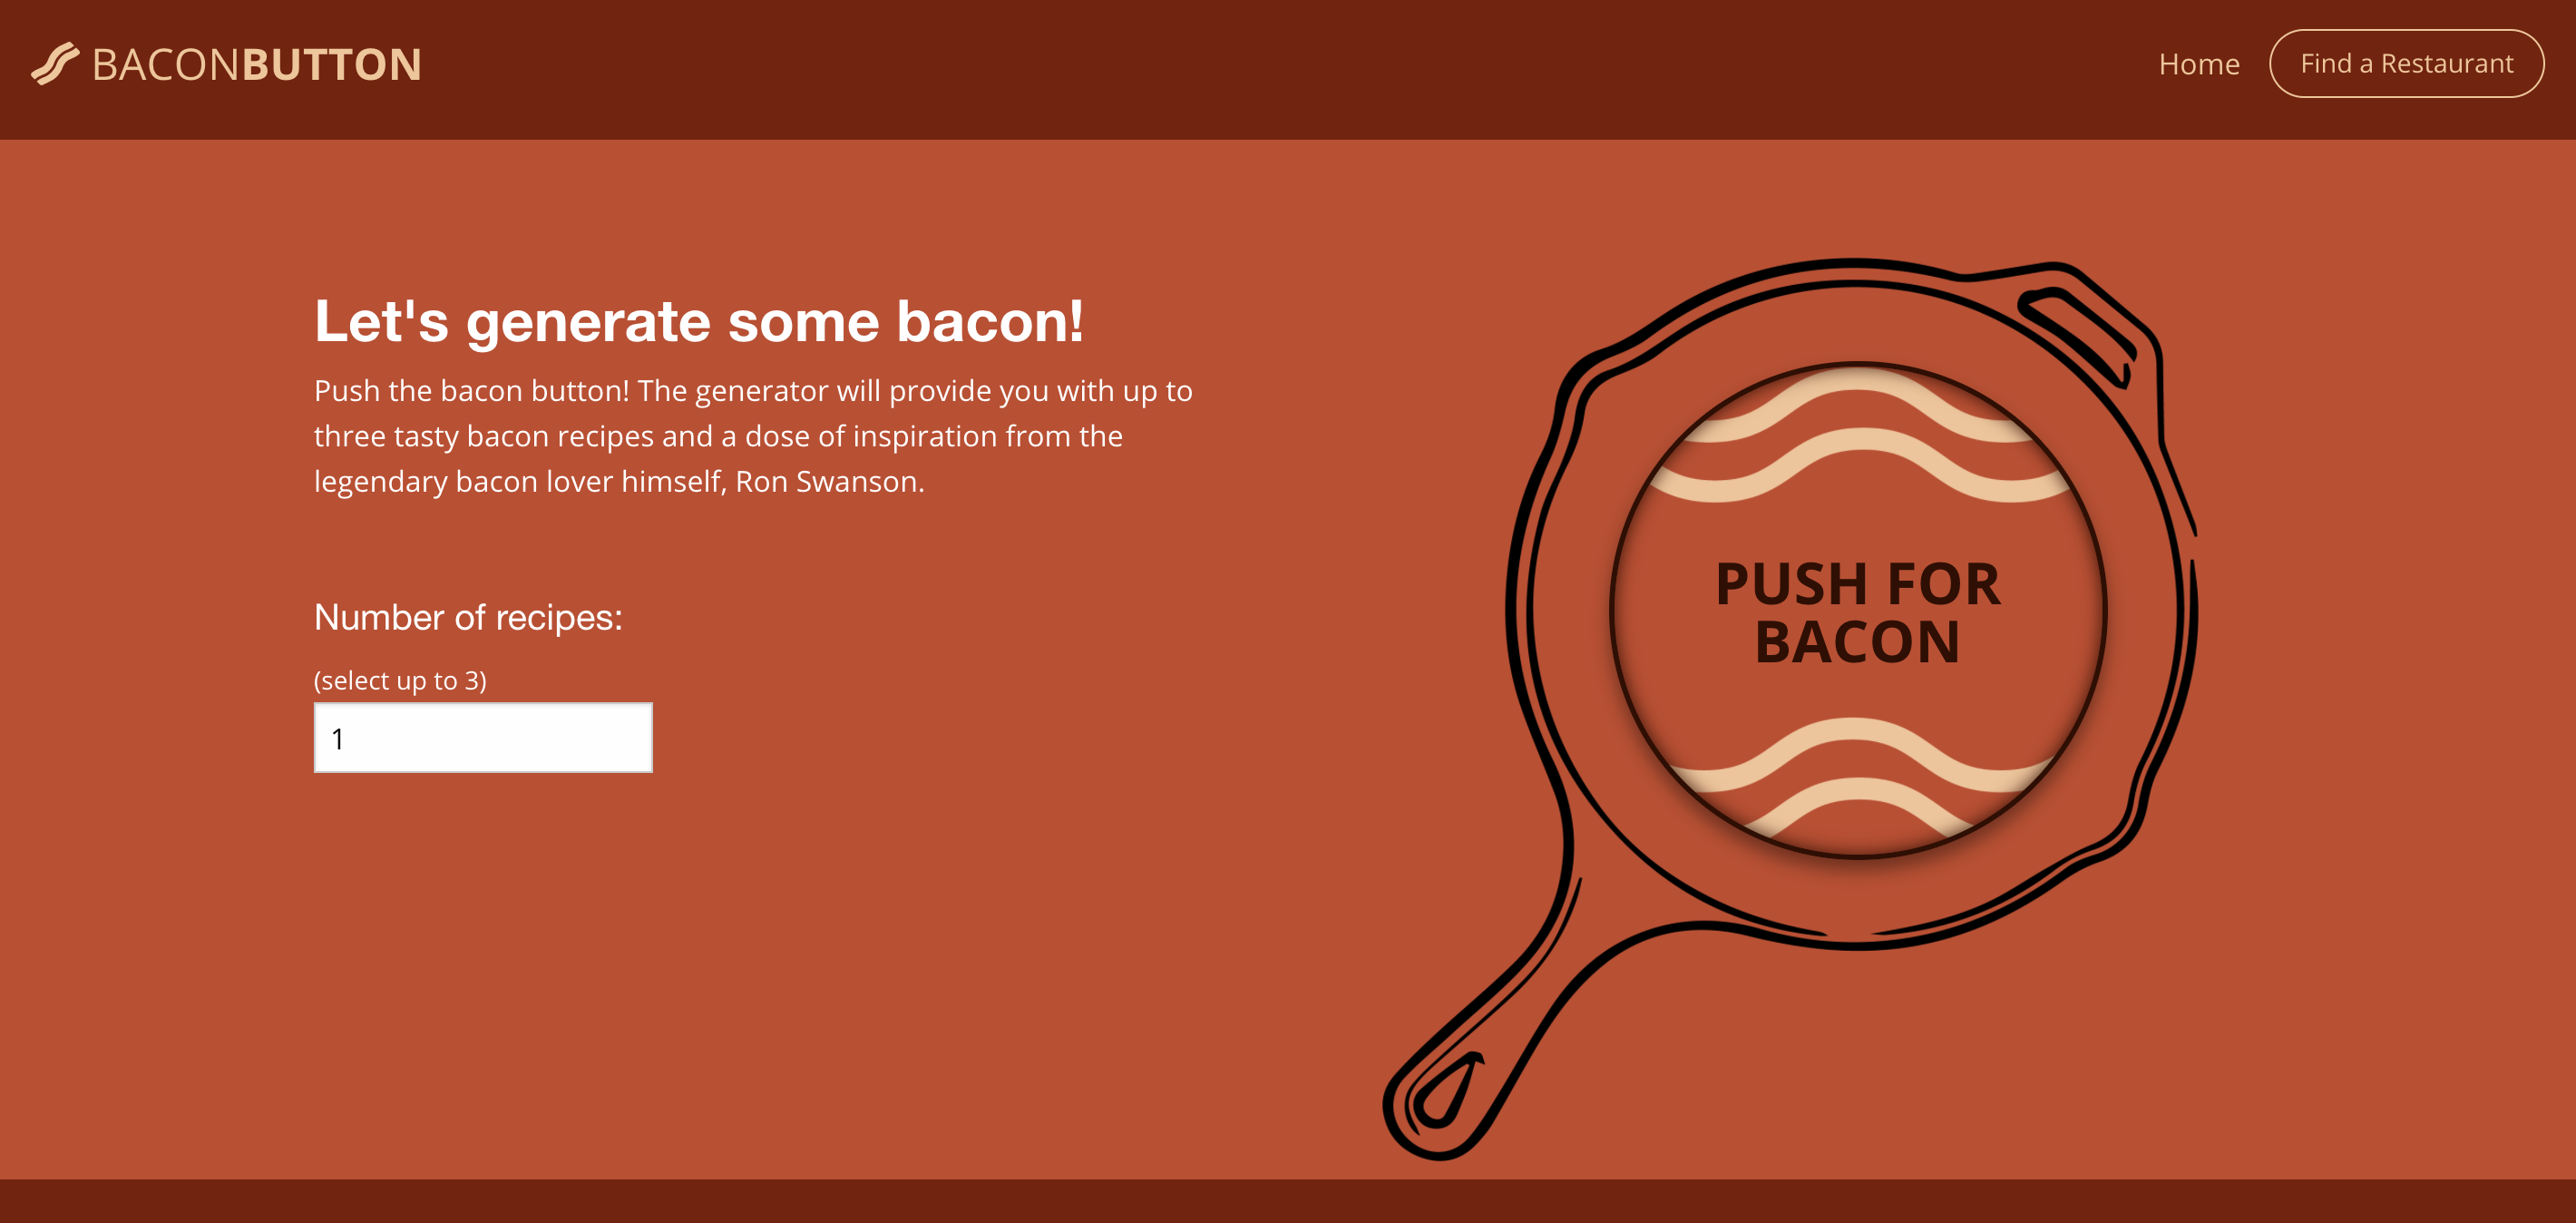 BACONBUTTON
Home
Find a Restaurant
Let's generate some bacon!
Push the bacon button! The generator will provide you with up to
three tasty bacon recipes and a dose of inspiration from the
legendary bacon lover himself, Ron Swanson.
Number of recipes:
(select up to 3)
1
PUSH FOR
BACON